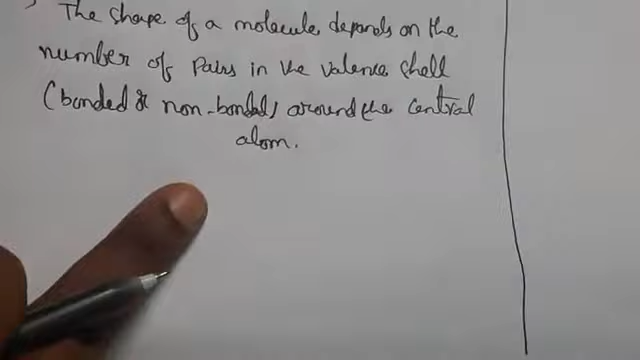 The shape of a molecule depends on the
number of pairs in the valence shell
(bonded & non-bonded) around the central
atom.